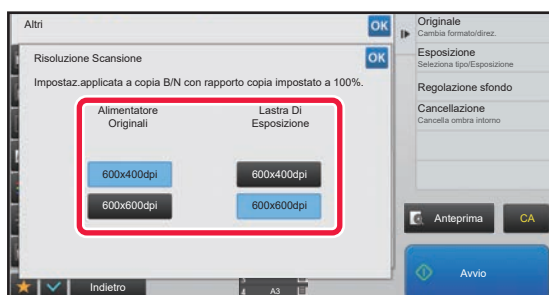 Altri
OK
Risoluzione Scansione
OK
Impostaz.applicata a copia B/N con rapporto copia impostato a 100%.
Alimentatore
Originali
Lastra Di
Esposizione
600x400dpi
600x400dpi
600x600dpi
600x600dpi
Indietro
A3
Originale
Cambia formato/direz.
Esposizione
Seleziona tipo/Esposizione
Regolazione sfondo
Cancellazione
Cancella ombra intorno
Anteprima
CA
Avvio